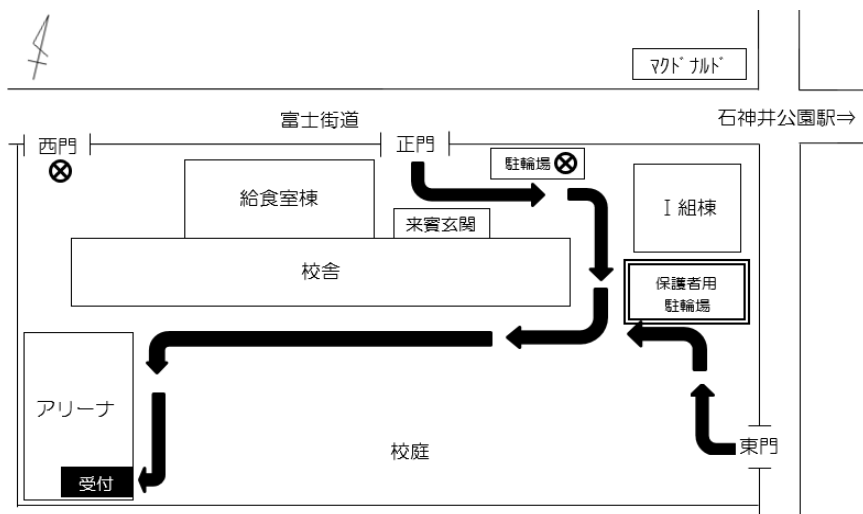 ﾏｸﾄﾞﾅﾙﾄﾞ
富士街道
石神井公園駅⇒
西門
正門
駐輪場
給食室棟
来賓玄関
Ⅰ組棟
校舎
保護者用
駐輪場
アリーナ
校庭
東門
受付